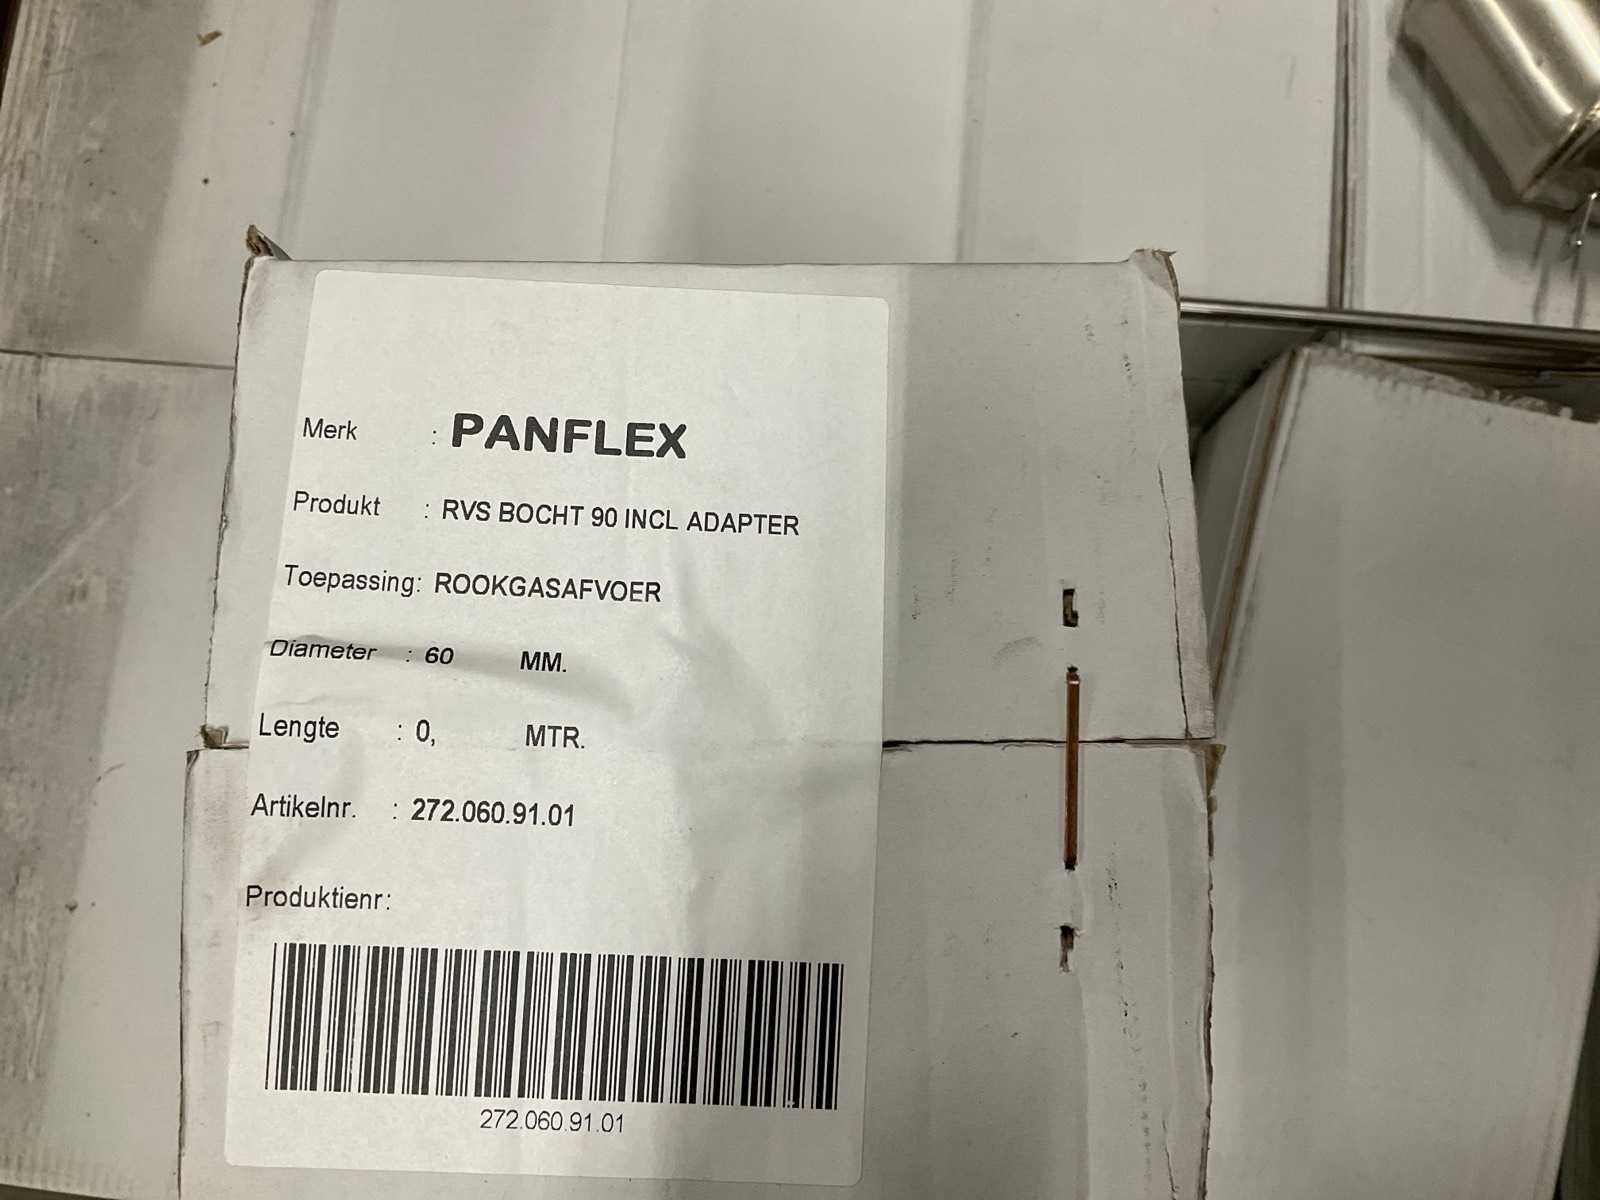 Merk : PANFLEX
Produkt : RVS BOCHT 90 INCL ADAPTER
Toepassing: ROOKGASAFVOER
Diameter : 60 MM.
Lengte : 0, MTR.
Artikelnr. : 272.060.91.01
Produktienr:
272.060.91.01